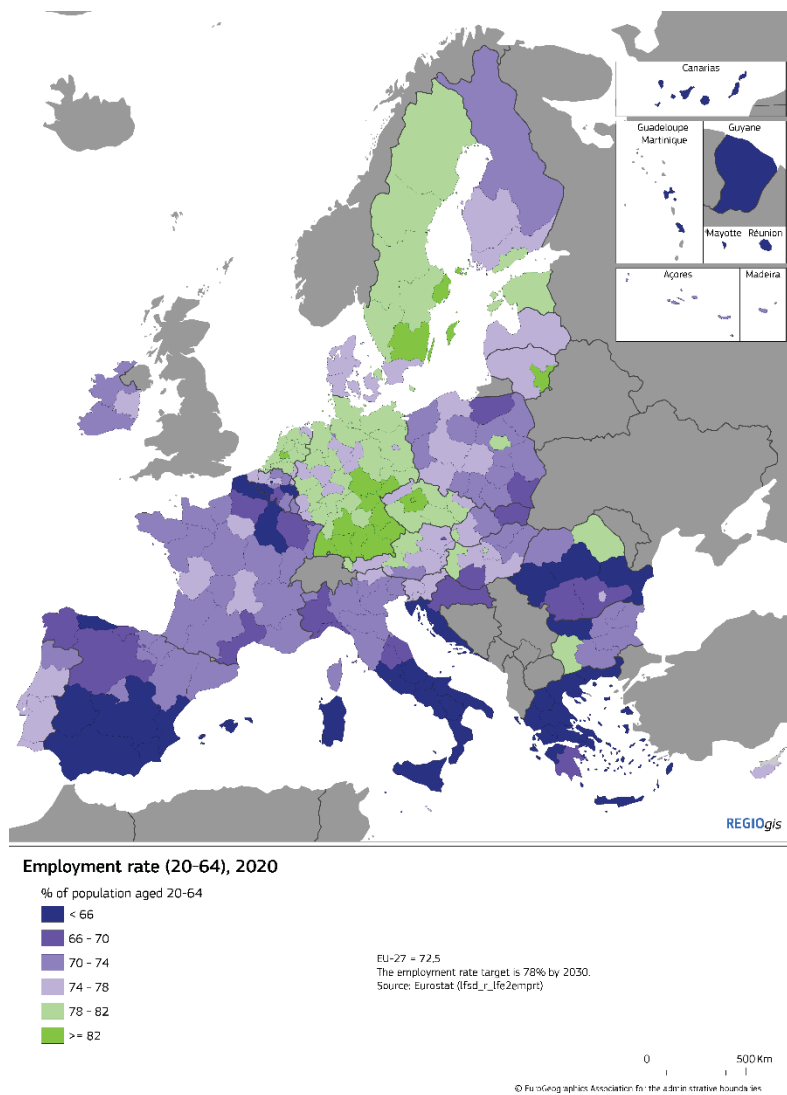 Canarias
Guadeloupe
Martinique
Guyane
Mayotte
Réunion
Açores
Madeira
REGIOgis
Employment rate (20-64), 2020
% of population aged 20-64
< 66
66 - 70
70 - 74
74 - 78
78 - 82
>= 82
EU-27 = 72,5
The employment rate target is 78% by 2030.
Source: Eurostat (lfsd_r_lfe2emprt)
0 500 Km
© EuroGeographics Association for the administrative boundaries